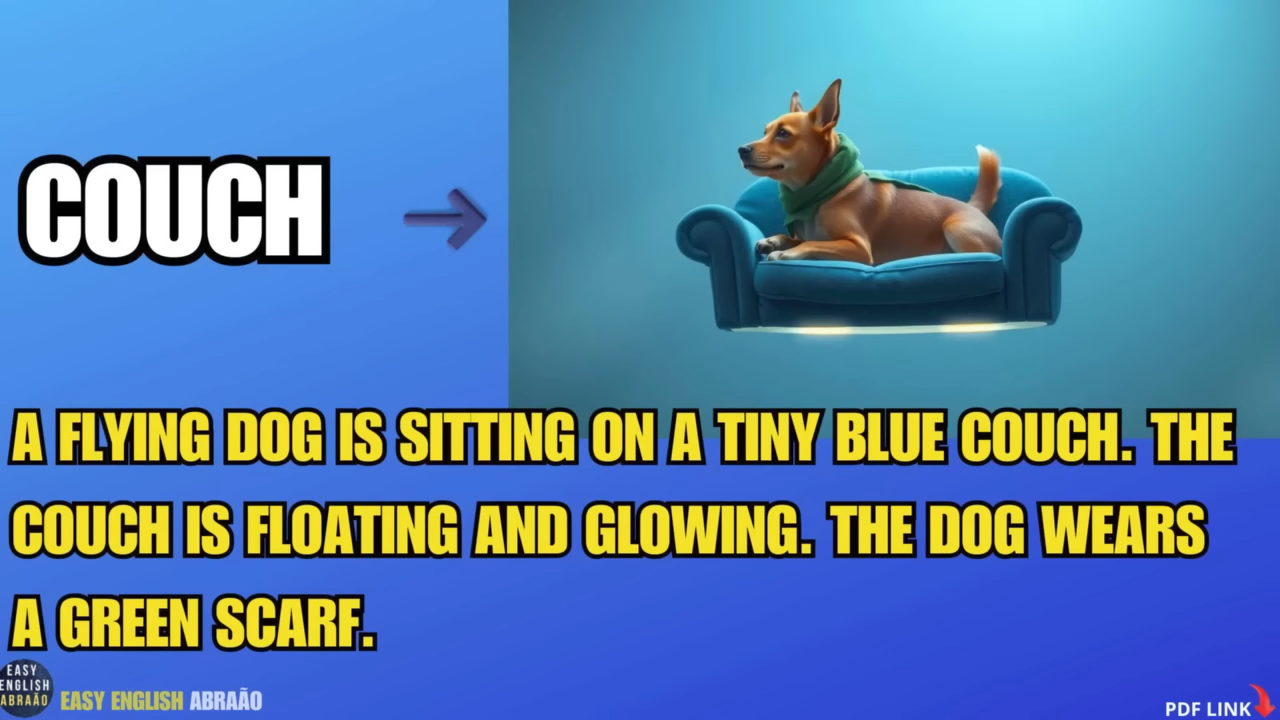 COUCH
A FLYING DOG IS SITTING ON A TINY BLUE COUCH. THE
COUCH IS FLOATING AND GLOWING. THE DOG WEARS
A GREEN SCARF.
EASY
ENGLISH
ABRAÃO
EASY ENGLISH ABRAÃO
PDF LINK